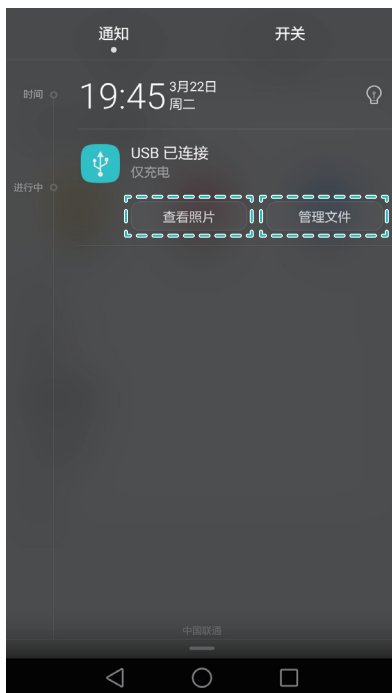 通知 开关
时间
19:45 3月22日
周二
USB 已连接
仅充电
进行中
查看照片 管理文件
中国联通